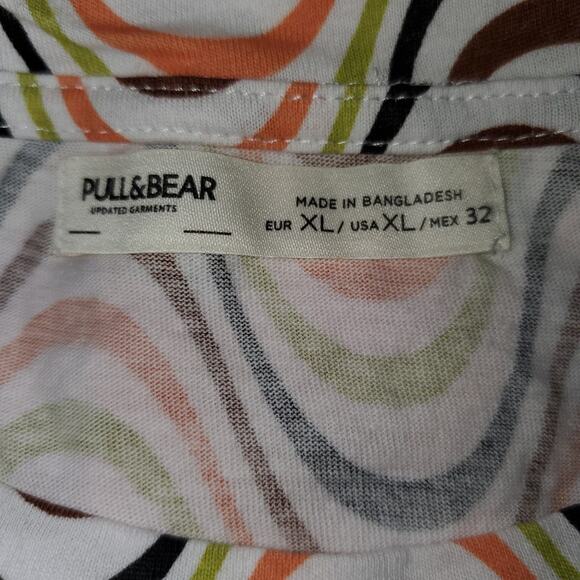 PULL&BEAR
UPDATED GARMENTS
MADE IN BANGLADESH
EUR XL / USA XL / MEX 32